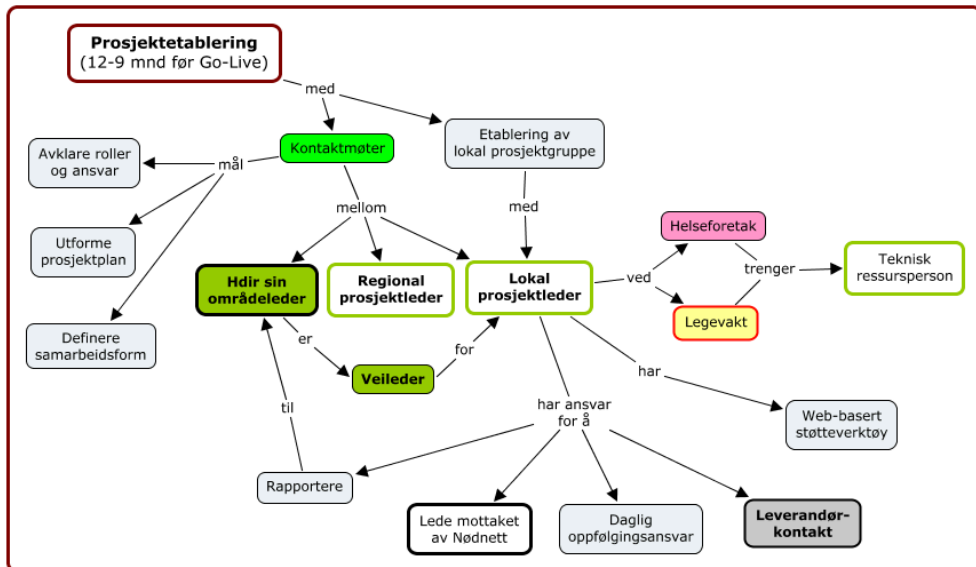 Prosjektetablering
(12-9 mnd før Go-Live)
med
Kontaktmøter
Etablering av
lokal prosjektgruppe
Avklare roller
og ansvar
mål
mellom
med
Utforme
prosjektplan
Helseforetak
Hdir sin
områdeleder
Regional
prosjektleder
Lokal
prosjektleder
ved
trenger
Teknisk
ressursperson
Legevakt
Definere
samarbeidsform
er
for
Veileder
har
til
har ansvar
for å
Web-basert
støtteverktøy
Rapportere
Lede mottaket
av Nødnett
Daglig
oppfølgingsansvar
Leverandør-
kontakt